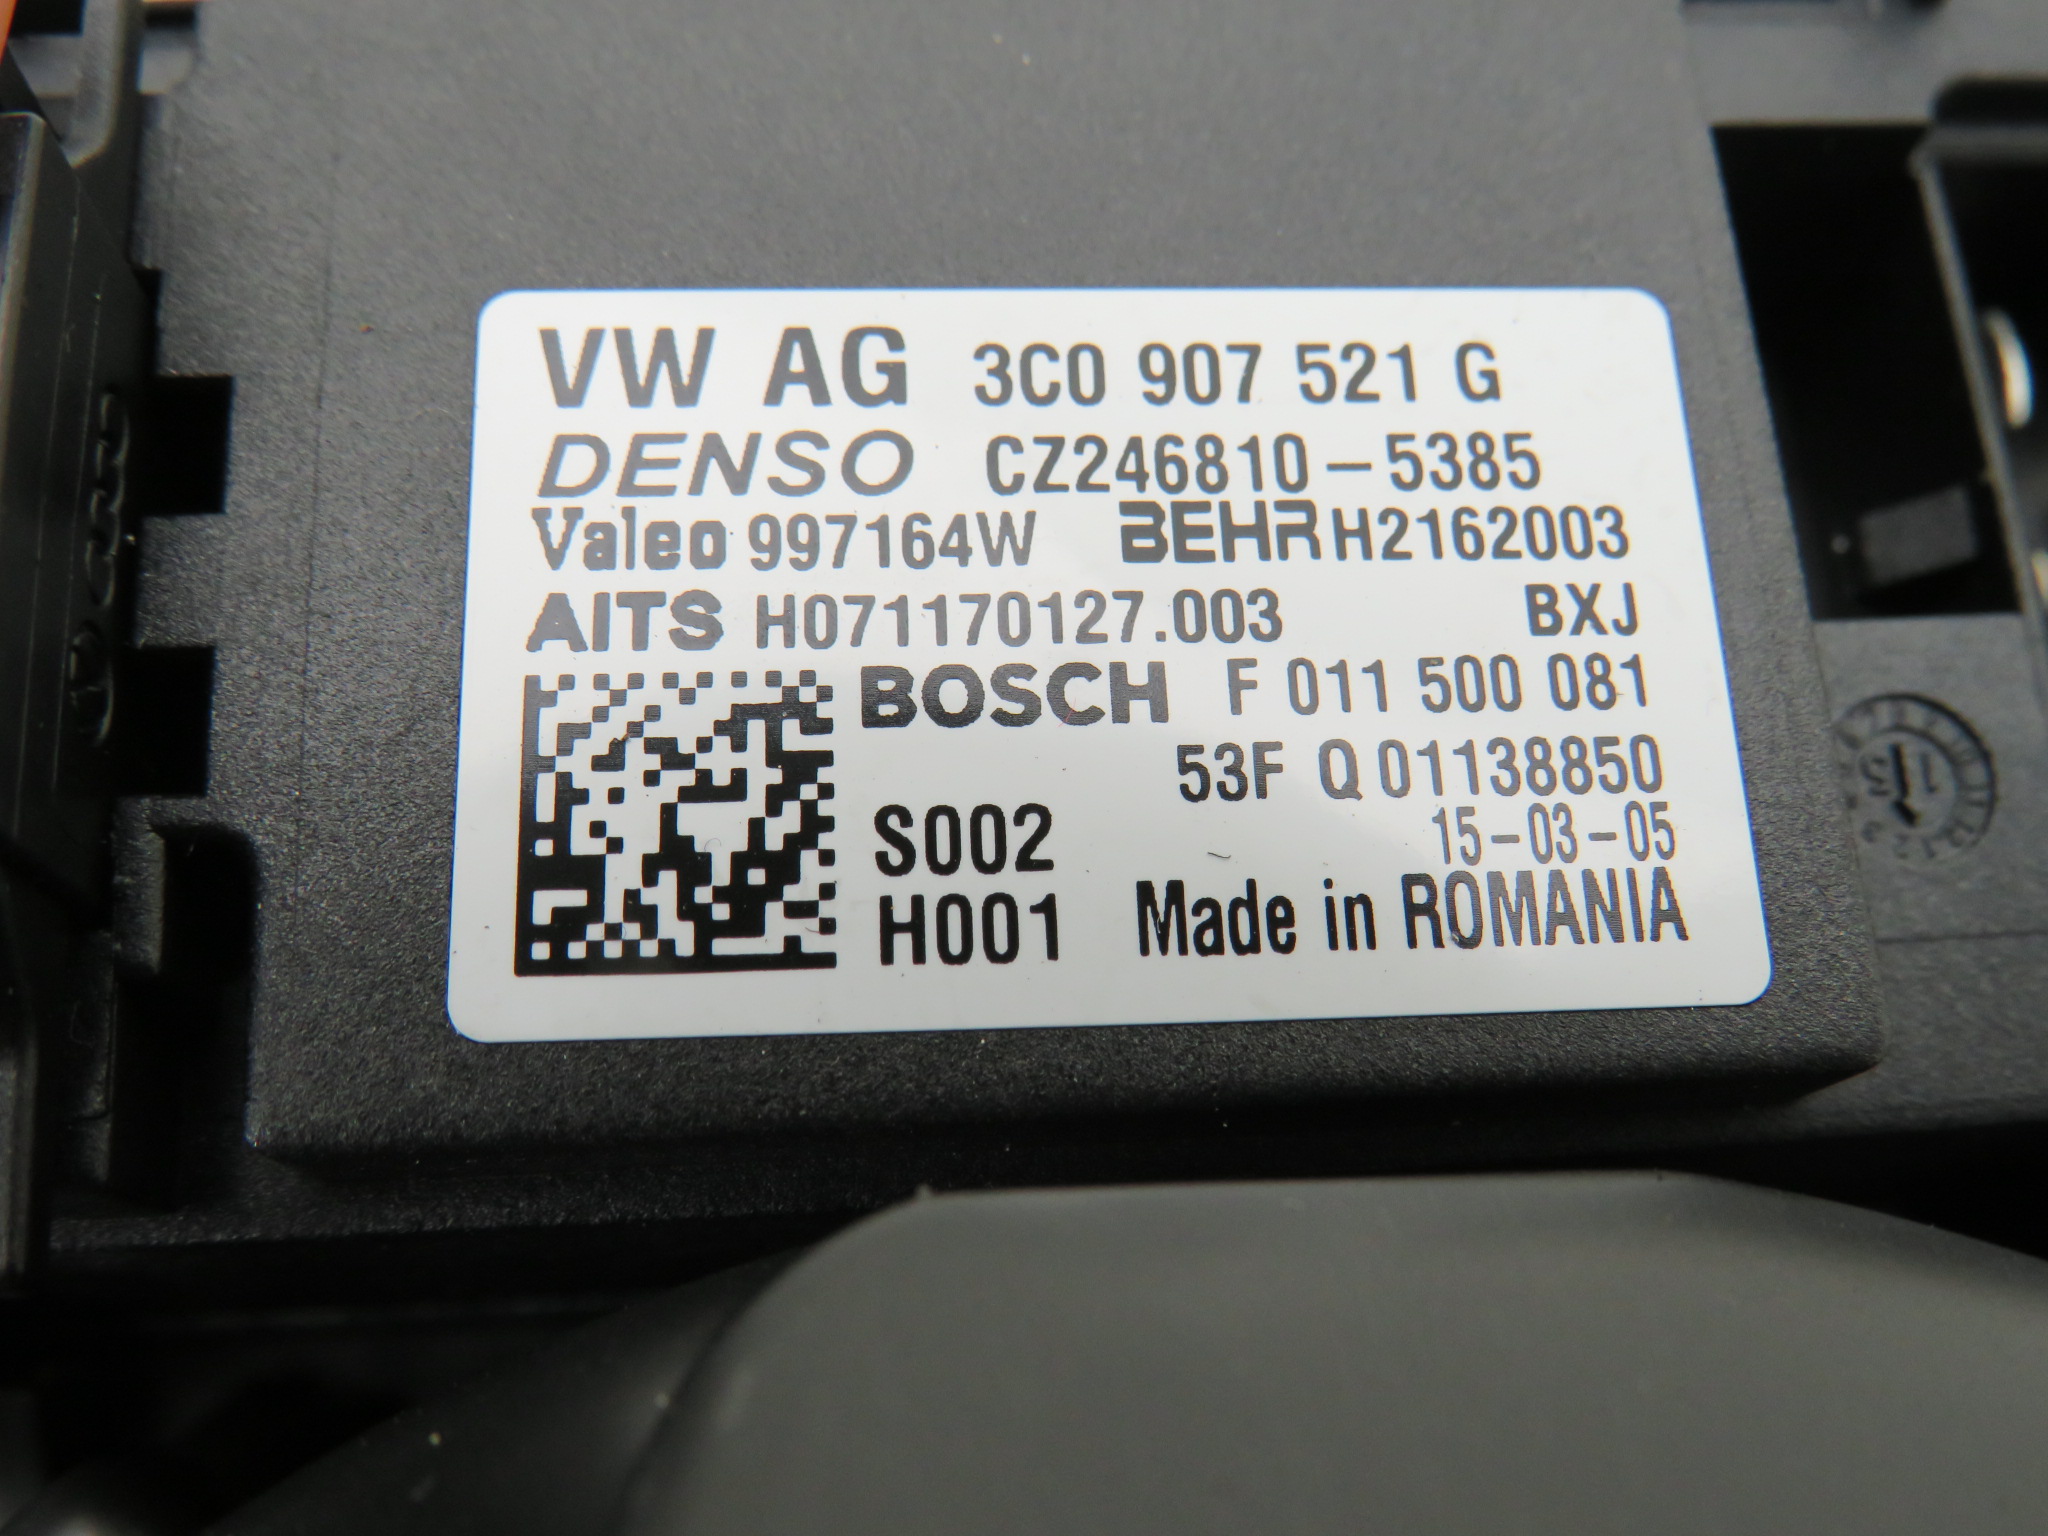 VW AG 3C0 907 521 G
DENSO CZ246810-5385
Valeo 997164W BEHR H2162003
AITS H071170127.003 BXJ
BOSCH F 011 500 081
53F Q 01138850
S002 15-03-05
H001 Made in ROMANIA